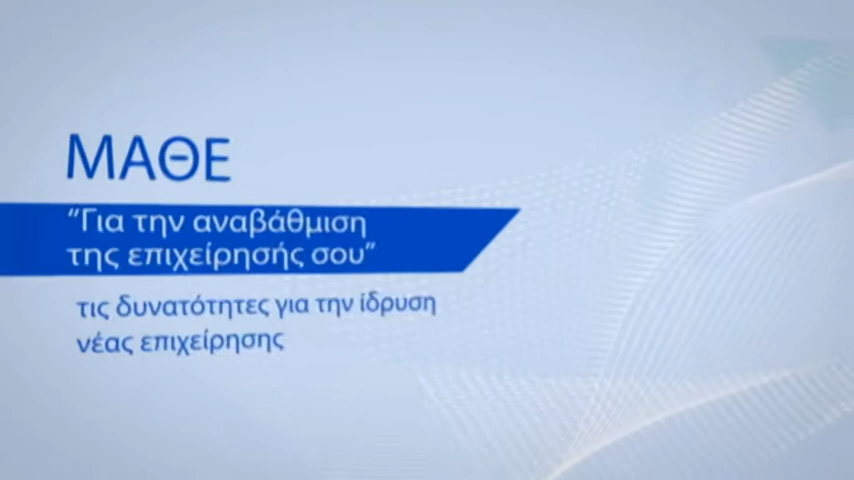 ΜΑΘΕ
“Για την αναβάθμιση
της επιχείρησής σου”
τις δυνατότητες για την ίδρυση
νέας επιχείρησης